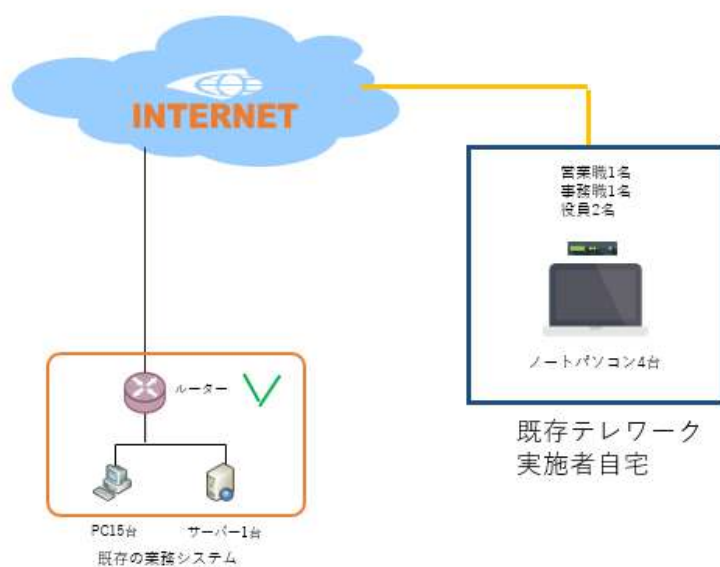 INTERNET
営業職1名
事務職1名
役員2名
ノートパソコン4台
既存テレワーク
実施者自宅
ルーター
PC15台
サーバー1台
既存の業務システム